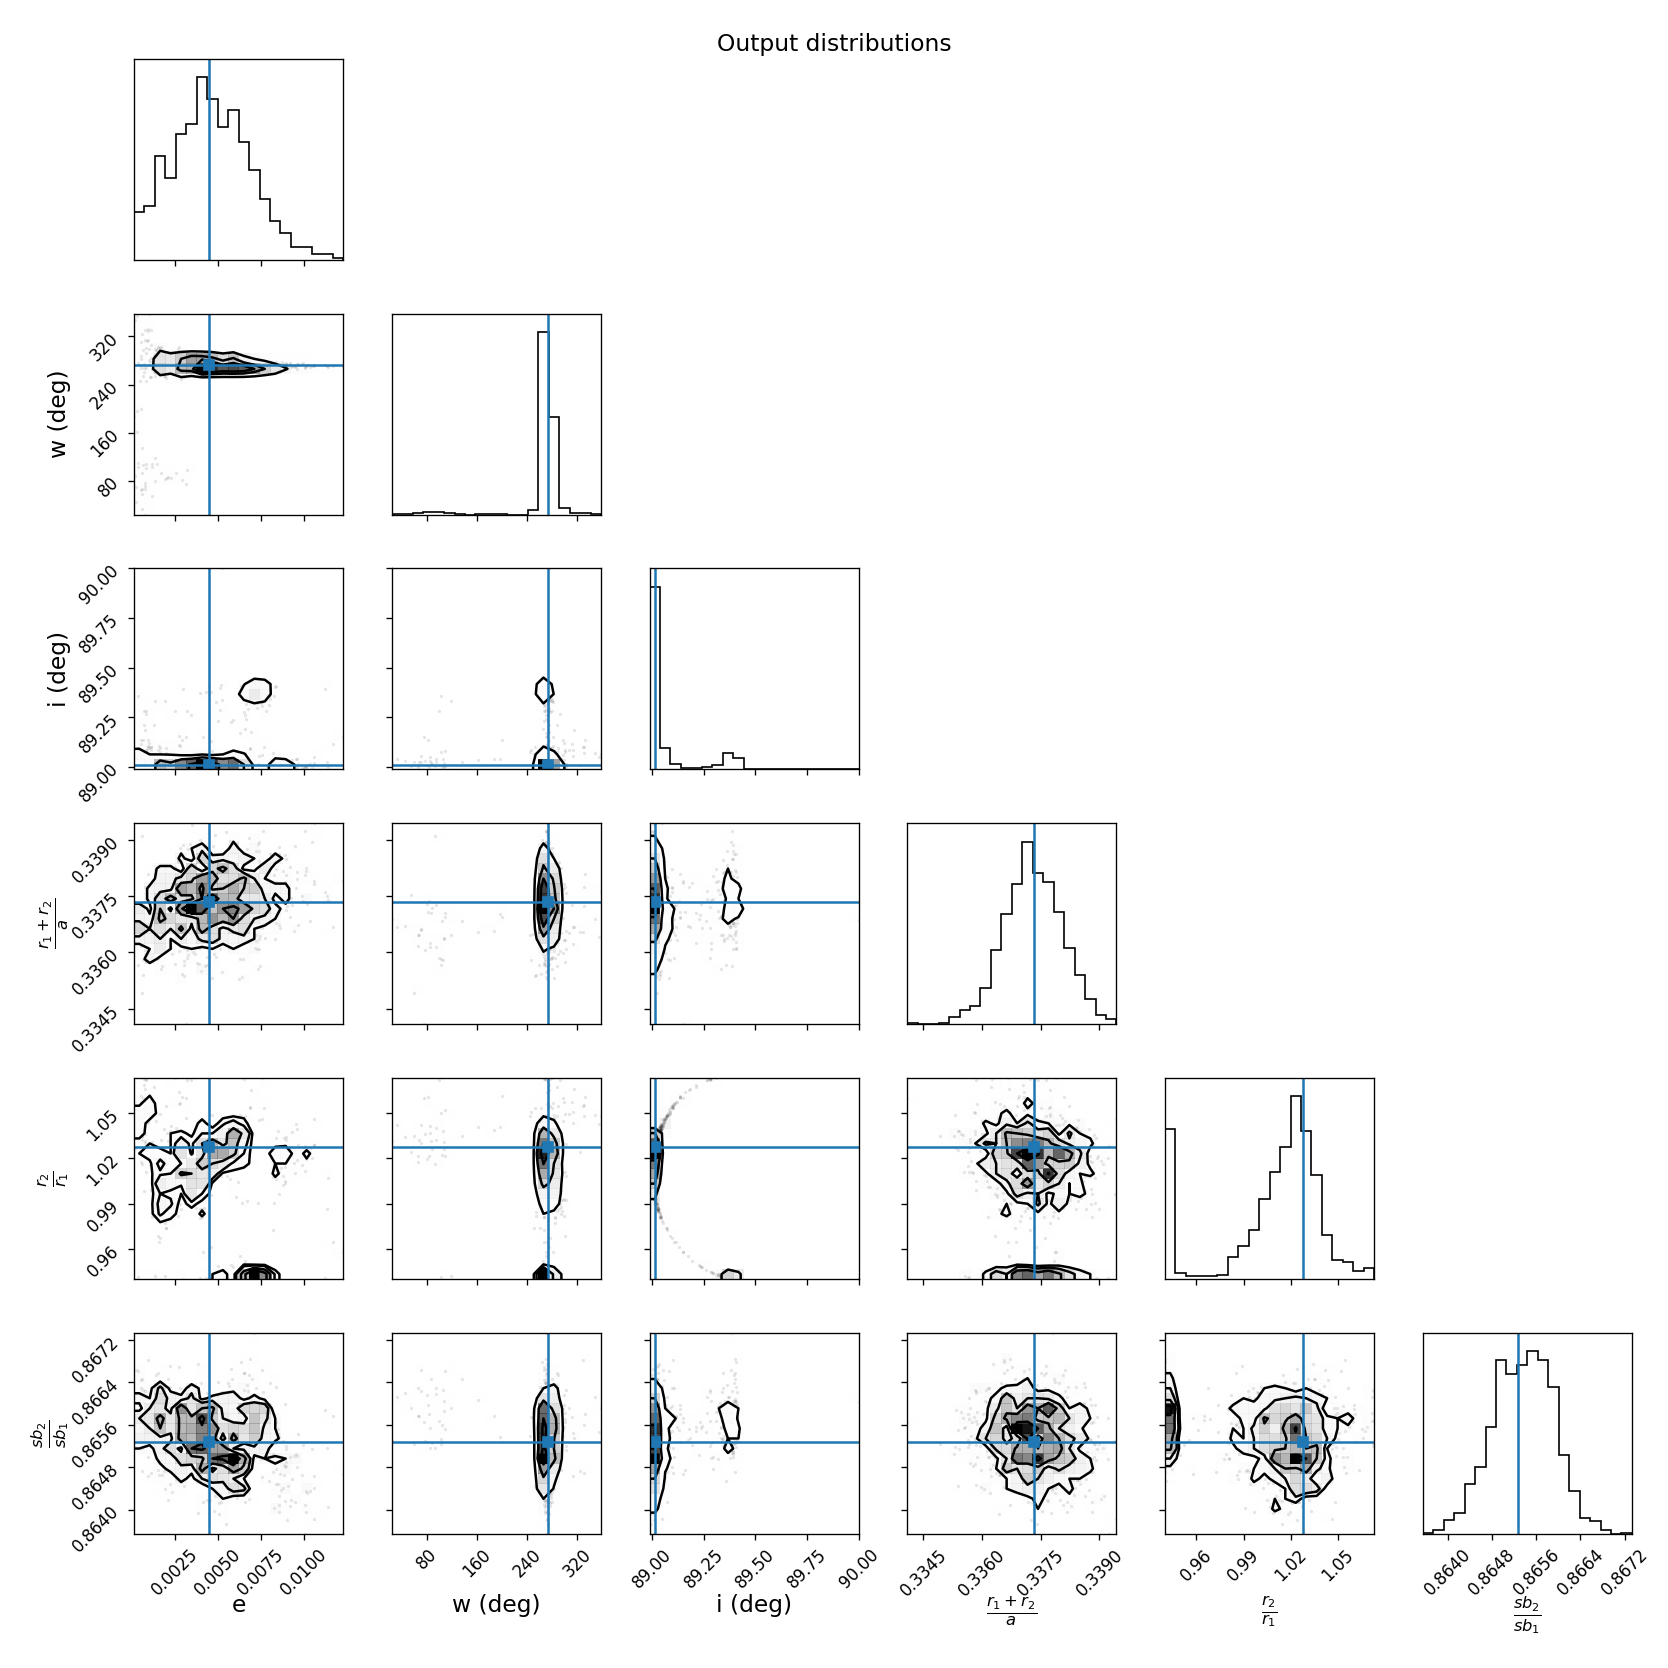 Output distributions
320
240
160
80
w (deg)
90.00
89.75
89.50
89.25
89.00
i (deg)
0.3390
0.3375
0.3360
0.3345
r1 + r2
a
1.05
1.02
0.99
0.96
r2
r1
0.8672
0.8664
0.8656
0.8648
0.8640
sb2
sb1
0.0025 0.0050 0.0075 0.0100
e
80 160 240 320
w (deg)
89.00 89.25 89.50 89.75 90.00
i (deg)
0.3345 0.3360 0.3375 0.3390
r1 + r2
a
0.96 0.99 1.02 1.05
r2
r1
0.8640 0.8648 0.8656 0.8664 0.8672
sb2
sb1